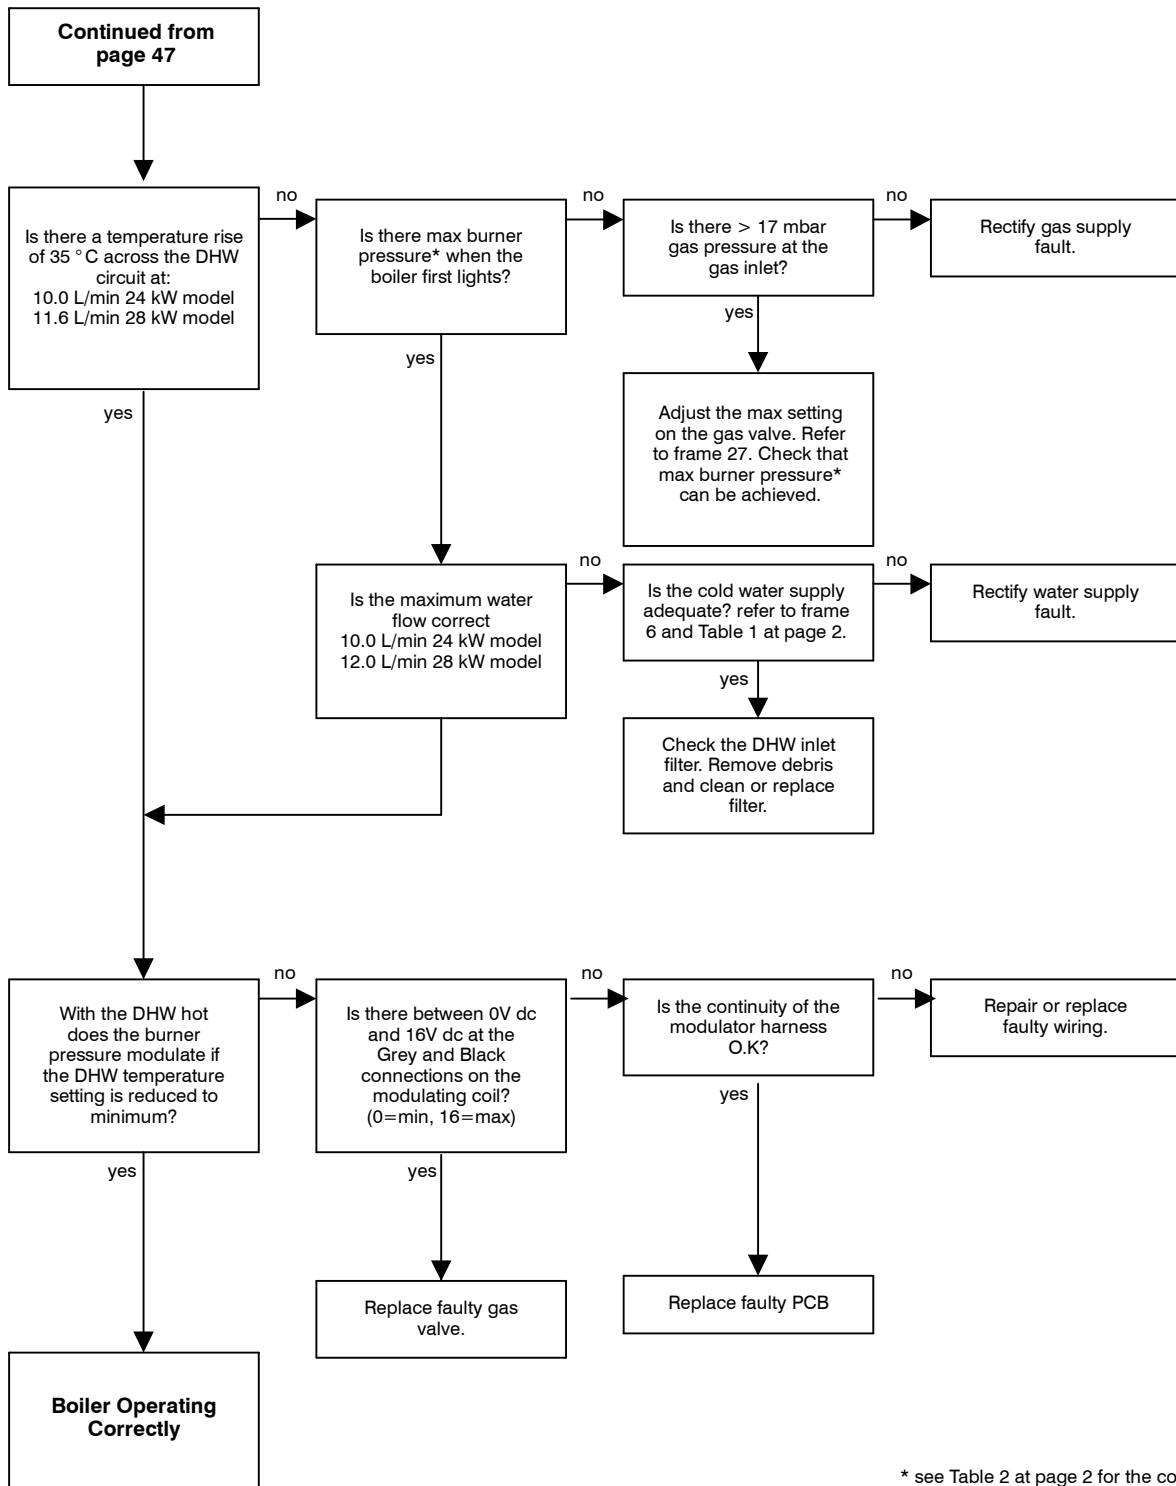 Continued from
page 47
Is there a temperature rise
of 35 °C across the DHW
circuit at:
10.0 L/min 24 kW model
11.6 L/min 28 kW model
no
Is there max burner
pressure* when the
boiler first lights?
no
Is there > 17 mbar
gas pressure at the
gas inlet?
no
Rectify gas supply
fault.
yes
Adjust the max setting
on the gas valve. Refer
to frame 27. Check that
max burner pressure*
can be achieved.
yes
yes
Is the maximum water
flow correct
10.0 L/min 24 kW model
12.0 L/min 28 kW model
no
Is the cold water supply
adequate? refer to frame
6 and Table 1 at page 2.
no
Rectify water supply
fault.
yes
Check the DHW inlet
filter. Remove debris
and clean or replace
filter.
With the DHW hot
does the burner
pressure modulate if
the DHW temperature
setting is reduced to
minimum?
no
Is there between 0V dc
and 16V dc at the
Grey and Black
connections on the
modulating coil?
(0=min, 16=max)
no
Is the continuity of the
modulator harness
O.K?
no
Repair or replace
faulty wiring.
yes
yes
yes
Replace faulty gas
valve.
Replace faulty PCB
Boiler Operating
Correctly
* see Table 2 at page 2 for the co